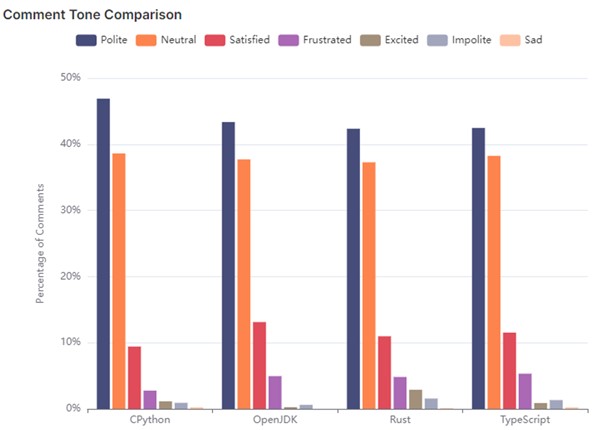 Comment Tone Comparison
Polite Neutral Satisfied Frustrated Excited Impolite Sad
50%
40%
30%
20%
10%
0%
Percentage of Comments
CPython OpenJDK Rust TypeScript